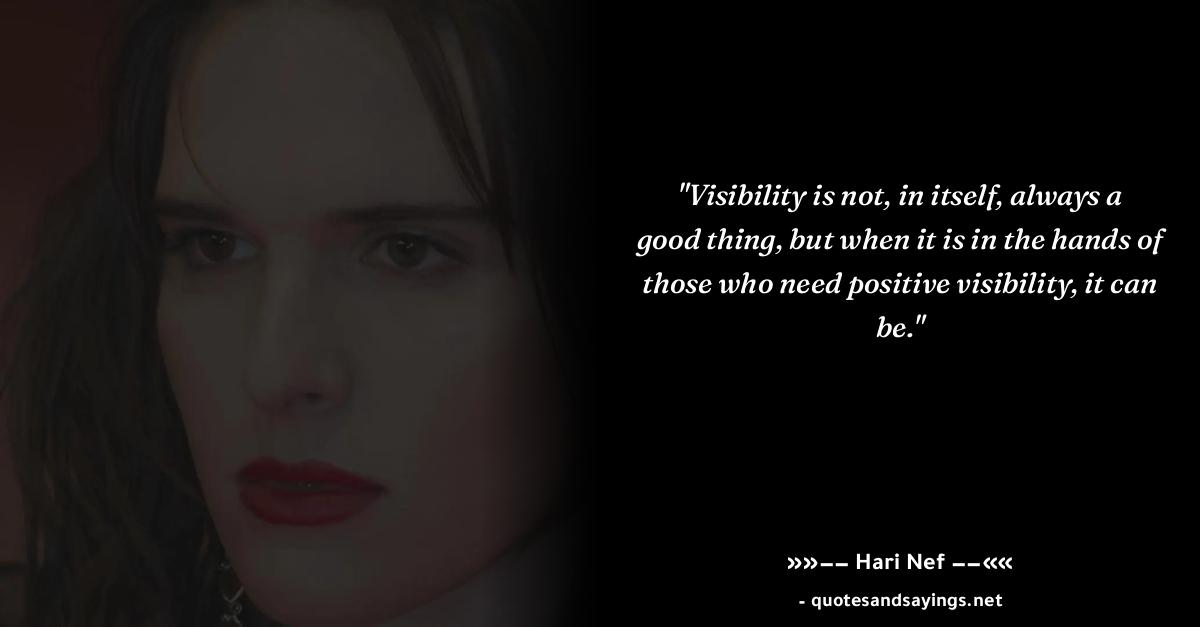 "Visibility is not, in itself, always a
good thing, but when it is in the hands of
those who need positive visibility, it can
be."
»»–– Hari Nef ––««
- quotesandsayings.net